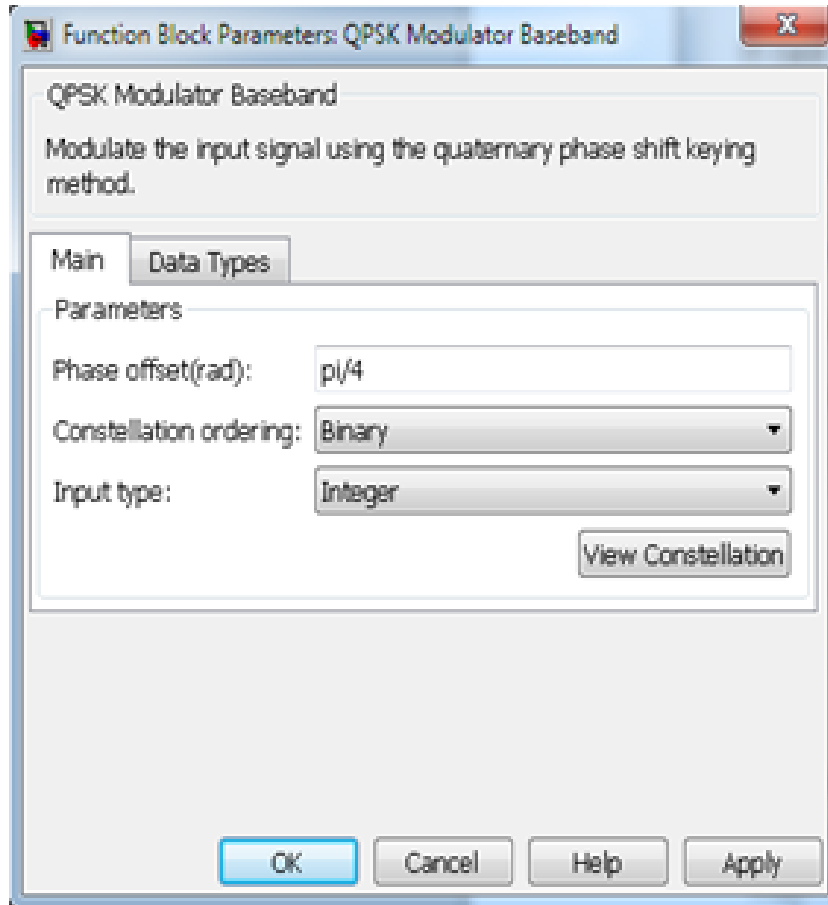 Function Block Parameters: QPSK Modulator Baseband
QPSK Modulator Baseband
Modulate the input signal using the quaternary phase shift keying
method.
Main Data Types
Parameters
Phase offset(rad): pi/4
Constellation ordering: Binary
Input type: Integer
View Constellation
OK Cancel Help Apply